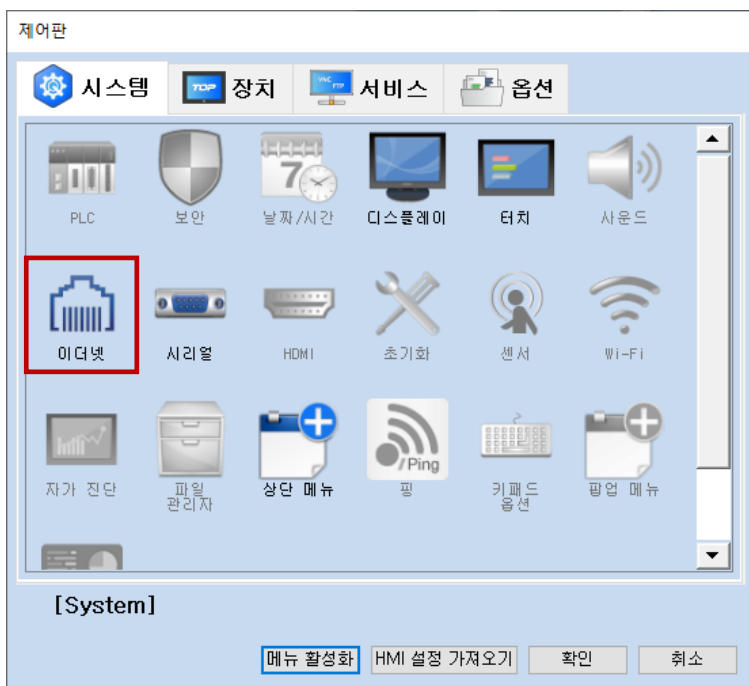 제어판
시스템 TOP 장치 VNC FTP 서비스 옵션
7
PLC 보안 날짜/시간 디스플레이 터치 사운드
이더넷 시리얼 HDMI 초기화 센서 Wi-Fi
/Ping
자가 진단 파일 관리자 상단 메뉴 핑 키패드 옵션 팝업 메뉴
[System]
메뉴 활성화 HMI 설정 가져오기 확인 취소